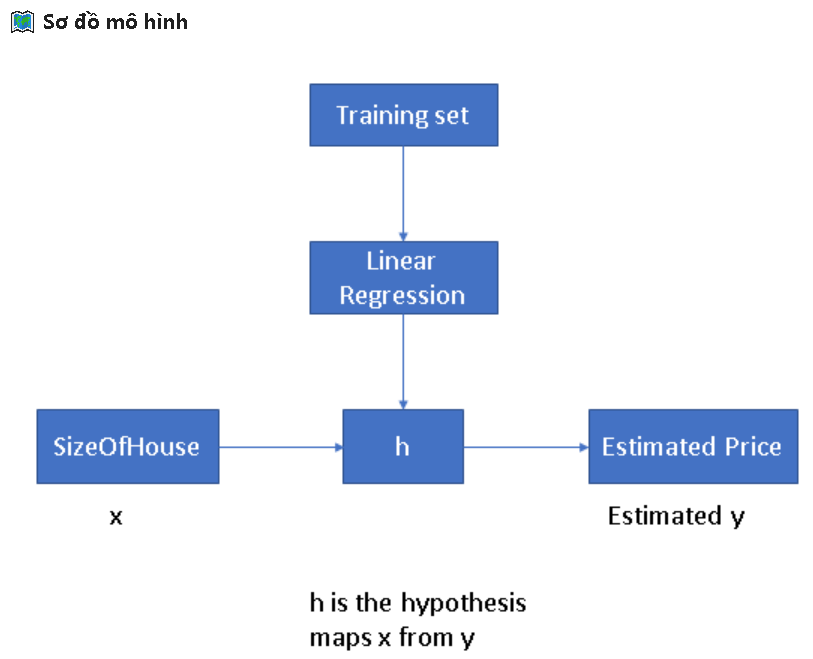 Sơ đồ mô hình
Training set
Linear
Regression
SizeOfHouse
h
Estimated Price
x
Estimated y
h is the hypothesis
maps x from y